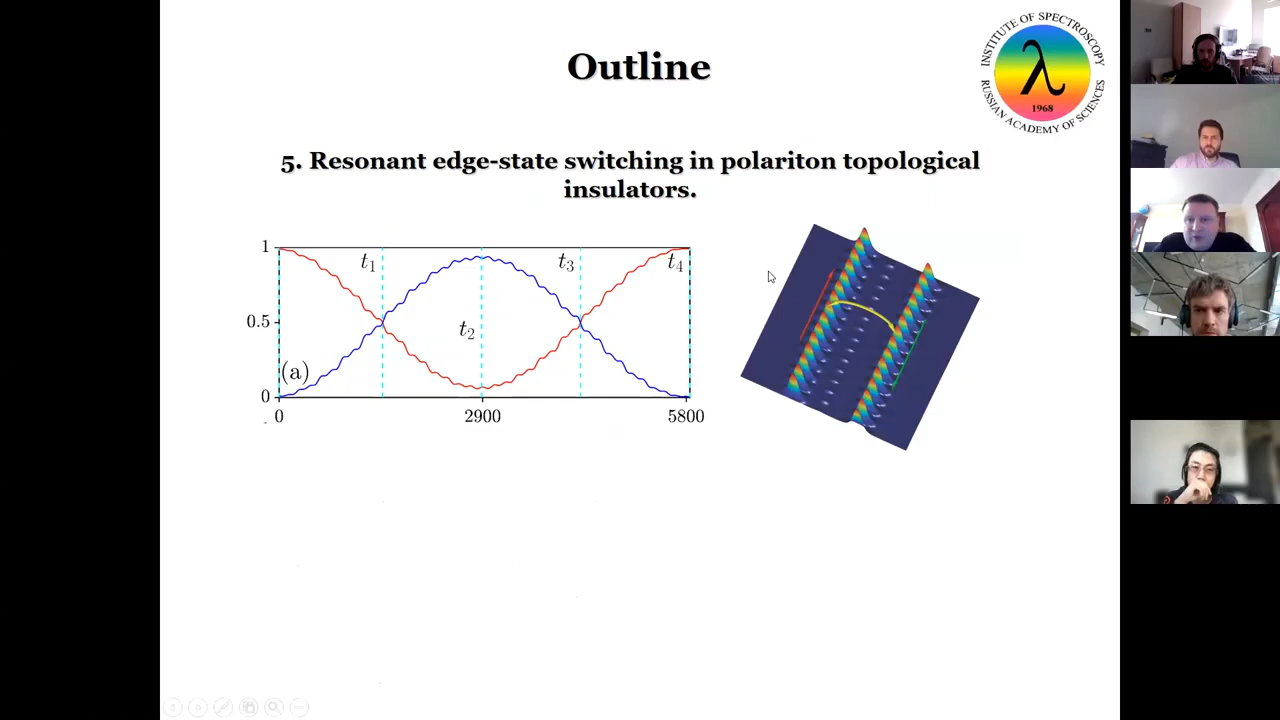 Outline
INSTITUTE OF SPECTROSCOPY
RUSSIAN ACADEMY OF SCIENCES
λ
1968
5. Resonant edge-state switching in polariton topological
insulators.
1
0.5
0
t1
t2
t3
t4
(a)
0
2900
5800